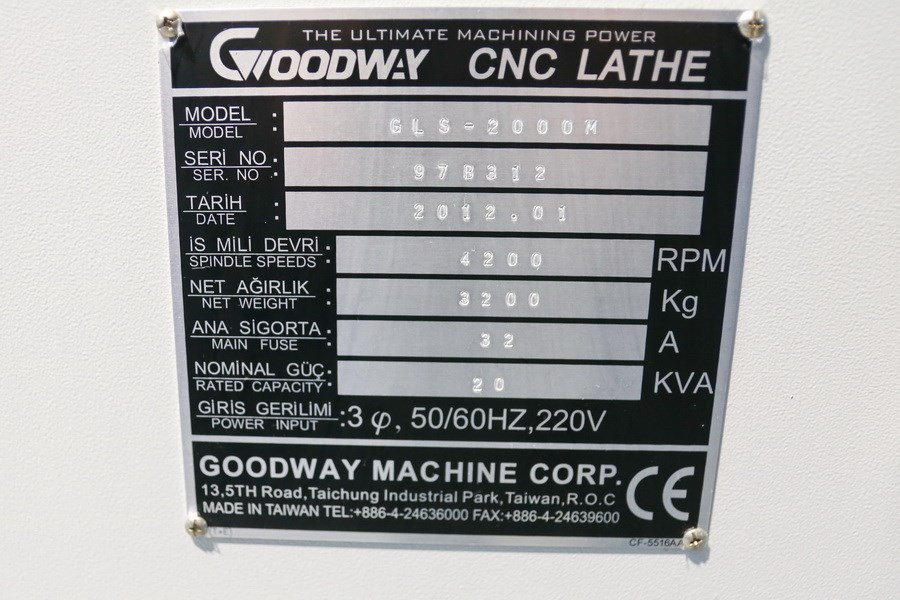 THE ULTIMATE MACHINING POWER
GOODWAY CNC LATHE
MODEL : GLS-2000M
MODEL :
SERİ NO : 97B312
SER. NO :
TARİH : 2012.01
DATE :
İS MİLİ DEVRİ : 4200 RPM
SPINDLE SPEEDS :
NET AĞIRLIK : 3200 Kg
NET WEIGHT :
ANA SİGORTA : 32 A
MAIN FUSE :
NOMİNAL GÜÇ : 20 KVA
RATED CAPACITY :
GİRİS GERİLİMİ :3 φ, 50/60HZ,220V
POWER INPUT
GOODWAY MACHINE CORP.
13,5TH Road,Taichung Industrial Park,Taiwan,R.O.C
MADE IN TAIWAN TEL:+886-4-24636000 FAX:+886-4-24639600
CE
(T+E)
CF-5516AA